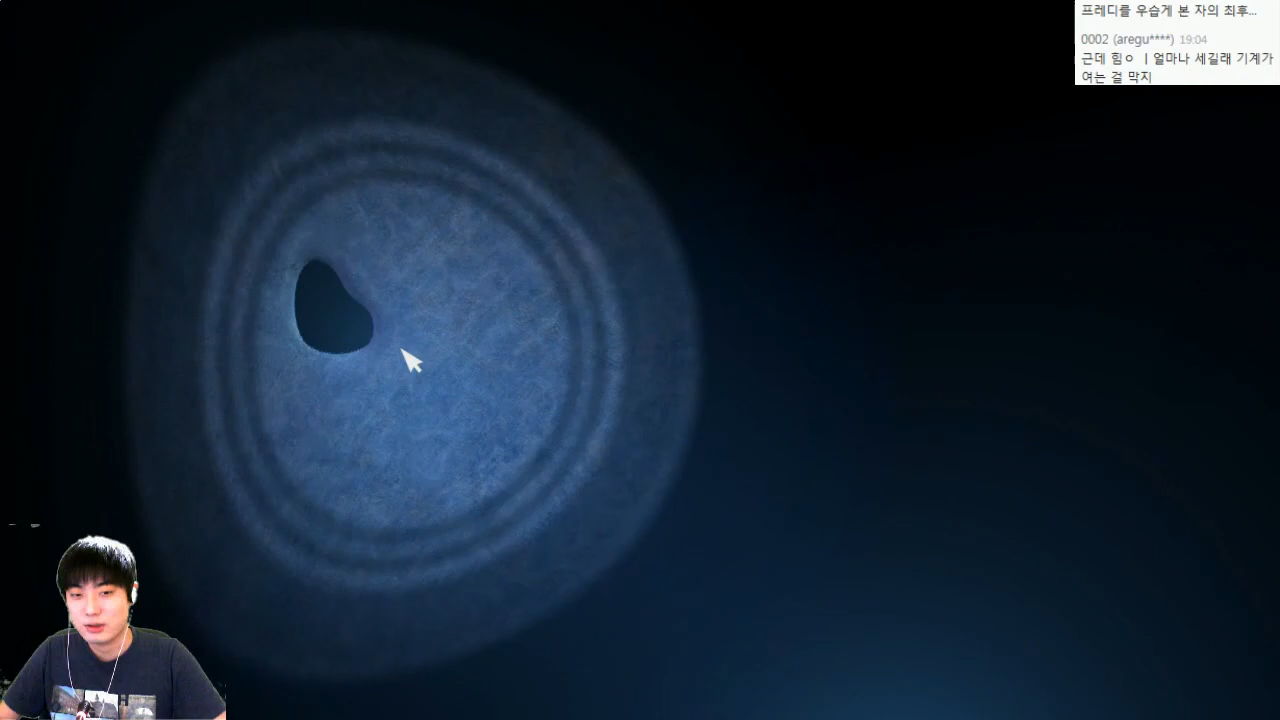 프레디를 우습게 본 자의 최후...
0002 (aregu****) 19:04
근데 힘ㅇ ㅣ얼마나 세길래 기계가
여는 걸 막지